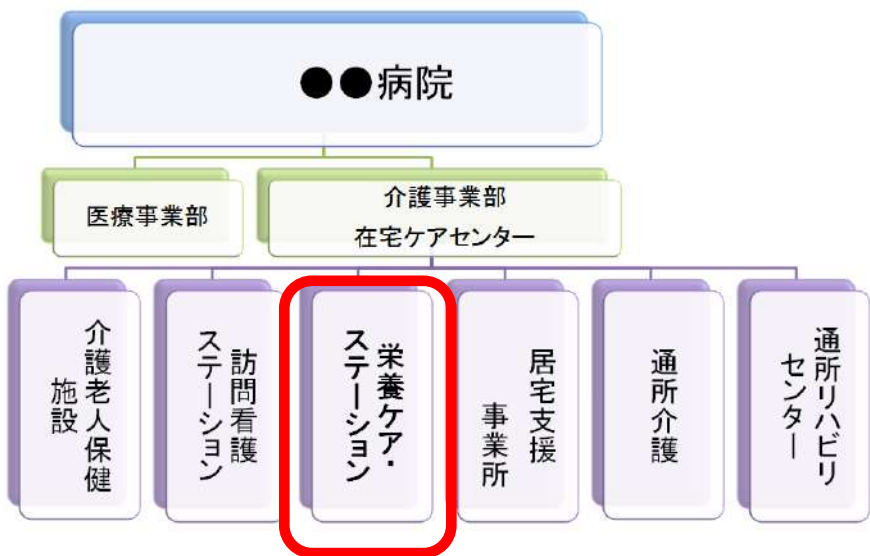 ●●病院
医療事業部
介護事業部
在宅ケアセンター
介護老人保健
施設
訪問看護
ステーション
栄養ケア・
ステーション
居宅支援
事業所
通所介護
通所リハビリ
センター